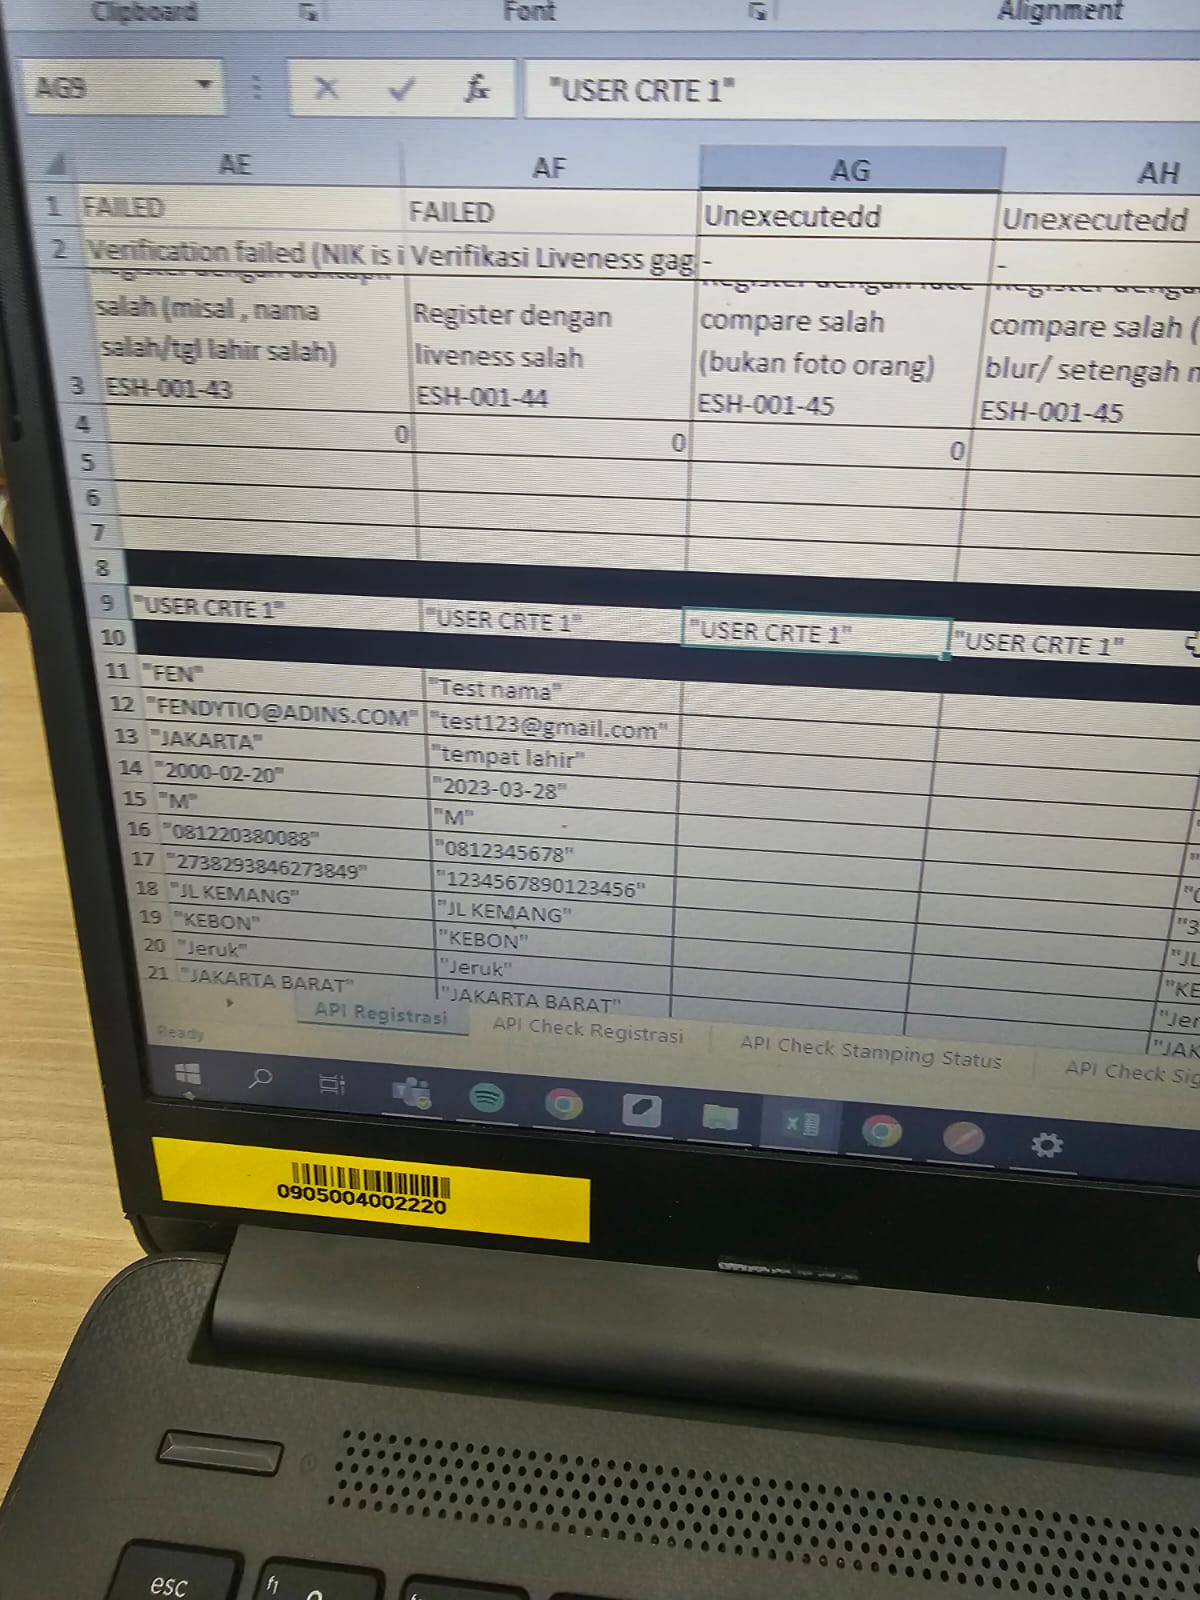 Clipboard Font Alignment
AG9 fx "USER CRTE 1"
AE AF AG AH
1 FAILED FAILED Unexecutedd Unexecutedd
2 Verification failed (NIK is i Verifikasi Liveness gag - -
salah (misal , nama Register dengan compare salah compare salah (
salah/tgl lahir salah) liveness salah (bukan foto orang) blur/ setengah
3 ESH-001-43 ESH-001-44 ESH-001-45 ESH-001-45
4 0 0 0
5
6
7
8
9 "USER CRTE 1" "USER CRTE 1" "USER CRTE 1" "USER CRTE 1"
10
11 "FEN" "Test nama"
12 "FENDYTIO@ADINS.COM" "test123@gmail.com"
13 "JAKARTA" "tempat lahir"
14 "2000-02-20" "2023-03-28"
15 "M" "M"
16 "081220380088" "0812345678"
17 "2738293846273849" "1234567890123456"
18 "JL KEMANG" "JL KEMANG"
19 "KEBON" "KEBON" "3
20 "Jeruk" "Jeruk" "JL
21 "JAKARTA BARAT" "JAKARTA BARAT" "KE
"Jer
"JAK
API Registrasi API Check Registrasi API Check Stamping Status API Check Sig
Ready
0905004002220
esc f1